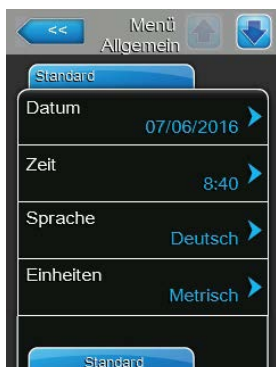 <<
Menü
Allgemein
Standard
Datum
07/06/2016
Zeit
8:40
Sprache
Deutsch
Einheiten
Metrisch
Standard